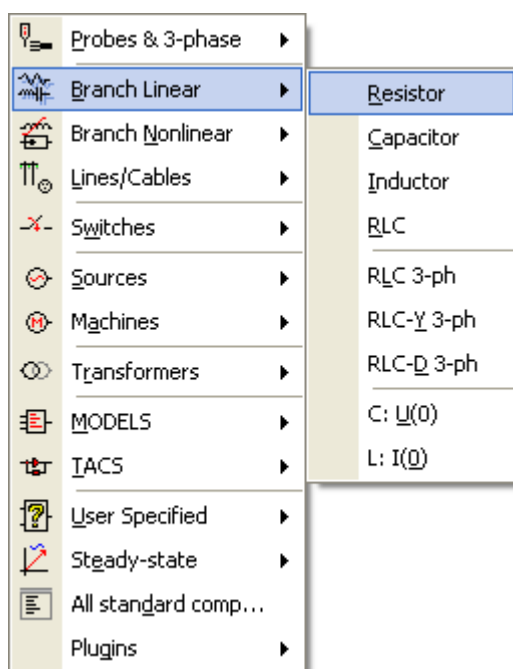 Probes & 3-phase
Branch Linear
Branch Nonlinear
Lines/Cables
Switches
Sources
Machines
Transformers
MODELS
TACS
User Specified
Steady-state
All standard comp...
Plugins
Resistor
Capacitor
Inductor
RLC
RLC 3-ph
RLC-Y 3-ph
RLC-D 3-ph
C: U(0)
L: I(0)